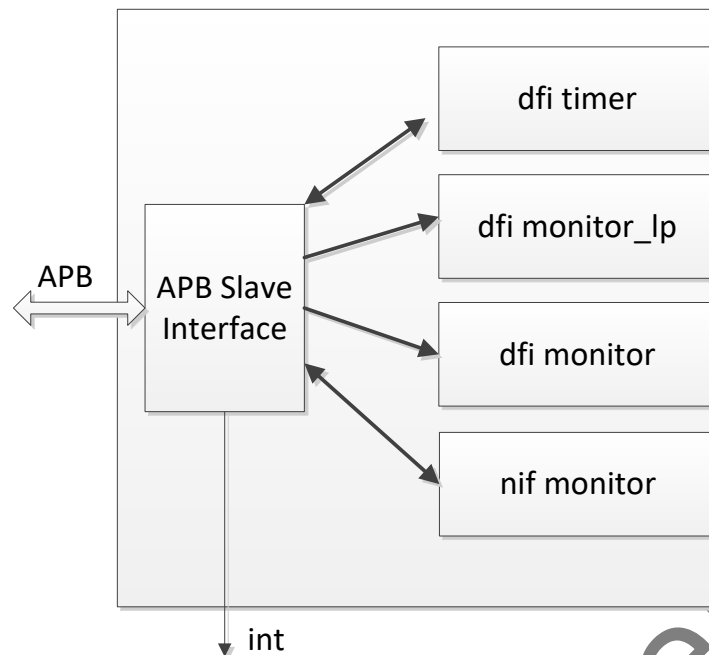 dfi timer
dfi monitor_lp
APB
APB Slave
Interface
dfi monitor
nif monitor
int